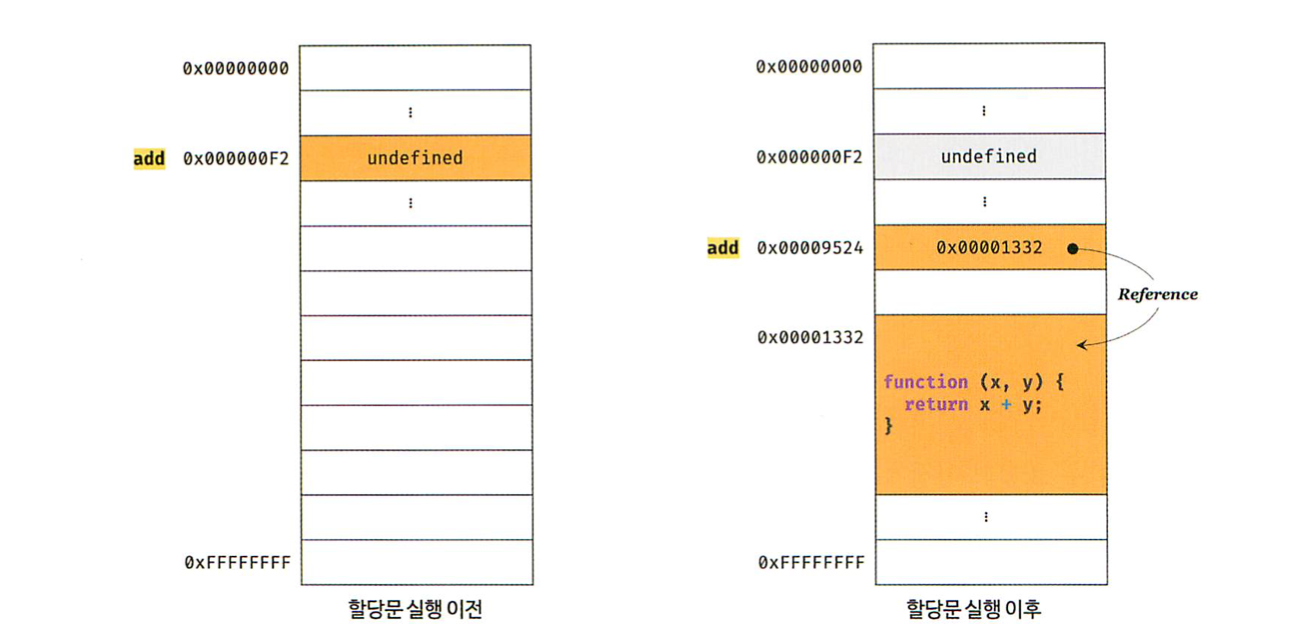 0x00000000
⋮
add 0x000000F2 undefined
⋮
0xFFFFFFFF
할당문 실행 이전
0x00000000
⋮
0x000000F2 undefined
⋮
add 0x00009524 0x00001332
Reference
0x00001332
function (x, y) {
return x + y;
}
⋮
0xFFFFFFFF
할당문 실행 이후